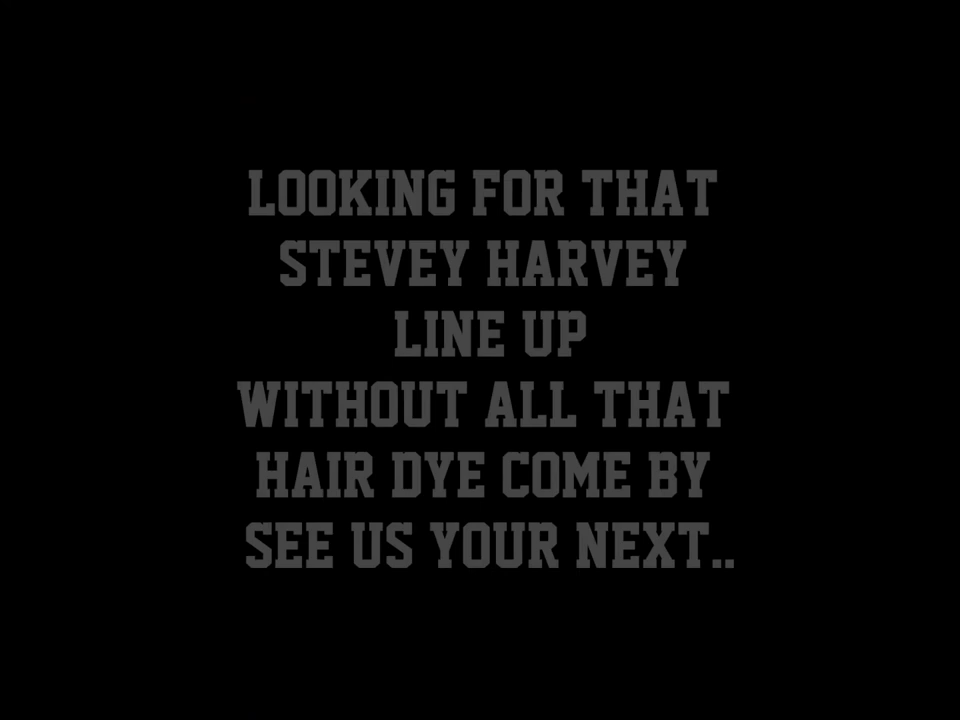 LOOKING FOR THAT
STEVEY HARVEY
LINE UP
WITHOUT ALL THAT
HAIR DYE COME BY
SEE US YOUR NEXT..